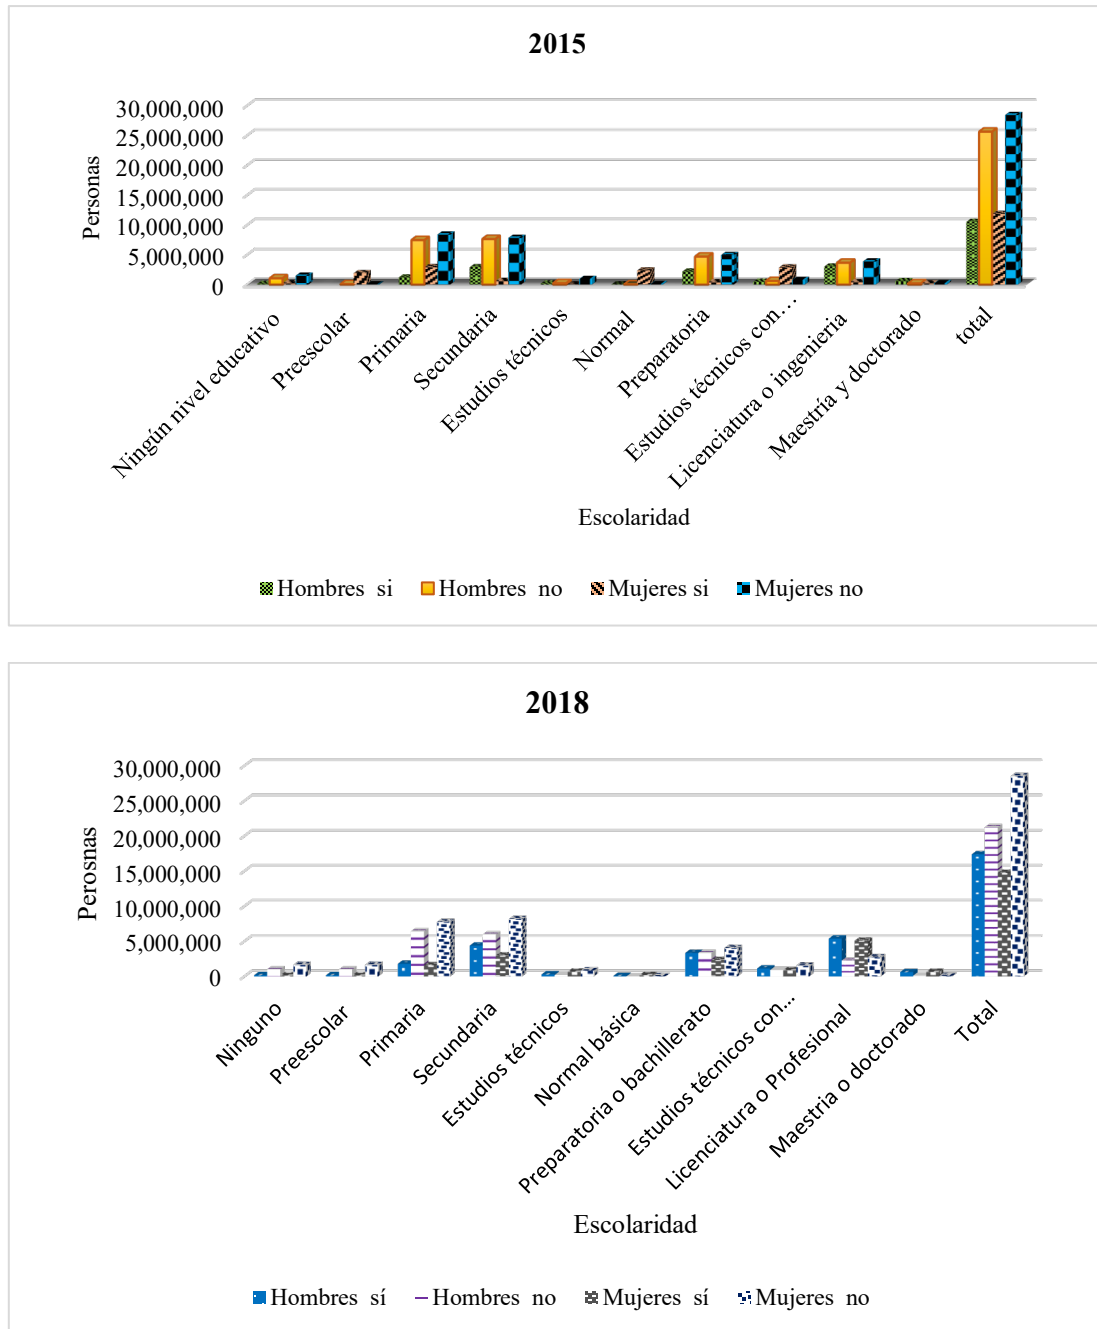 2015
30,000,000
25,000,000
20,000,000
15,000,000
10,000,000
5,000,000
0
Personas
Ningún nivel educativo
Preescolar
Primaria
Secundaria
Estudios técnicos
Normal
Preparatoria
Estudios técnicos con…
Licenciatura o ingenieria
Maestría y doctorado
total
Escolaridad
Hombres si
Hombres no
Mujeres si
Mujeres no
2018
30,000,000
25,000,000
20,000,000
15,000,000
10,000,000
5,000,000
0
Perosnas
Ninguno
Preescolar
Primaria
Secundaria
Estudios técnicos
Normal básica
Preparatoria o bachillerato
Estudios técnicos con…
Licenciatura o Profesional
Maestria o doctorado
Total
Escolaridad
Hombres sí
Hombres no
Mujeres sí
Mujeres no